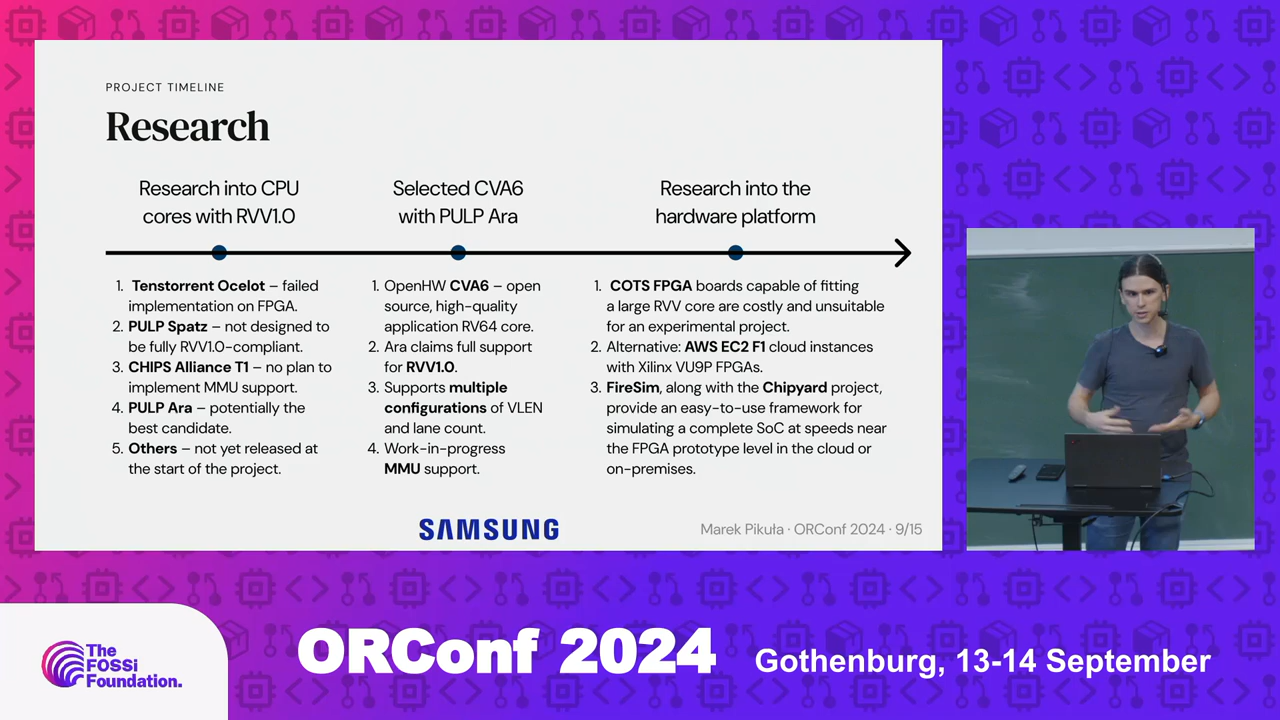 PROJECT TIMELINE
Research
Research into CPU
cores with RVV1.0
1. Tenstorrent Ocelot – failed
implementation on FPGA.
2. PULP Spatz – not designed to
be fully RVV1.0-compliant.
3. CHIPS Alliance T1 – no plan to
implement MMU support.
4. PULP Ara – potentially the
best candidate.
5. Others – not yet released at
the start of the project.
Selected CVA6
with PULP Ara
1. OpenHW CVA6 – open
source, high-quality
application RV64 core.
2. Ara claims full support
for RVV1.0.
3. Supports multiple
configurations of VLEN
and lane count.
4. Work-in-progress
MMU support.
Research into the
hardware platform
1. COTS FPGA boards capable of fitting
a large RVV core are costly and unsuitable
for an experimental project.
2. Alternative: AWS EC2 F1 cloud instances
with Xilinx VU9P FPGAs.
3. FireSim, along with the Chipyard project,
provide an easy-to-use framework for
simulating a complete SoC at speeds near
the FPGA prototype level in the cloud or
on-premises.
SAMSUNG
Marek Pikuła · ORConf 2024 · 9/15
The
FOSSi
Foundation.
ORConf 2024
Gothenburg, 13-14 September